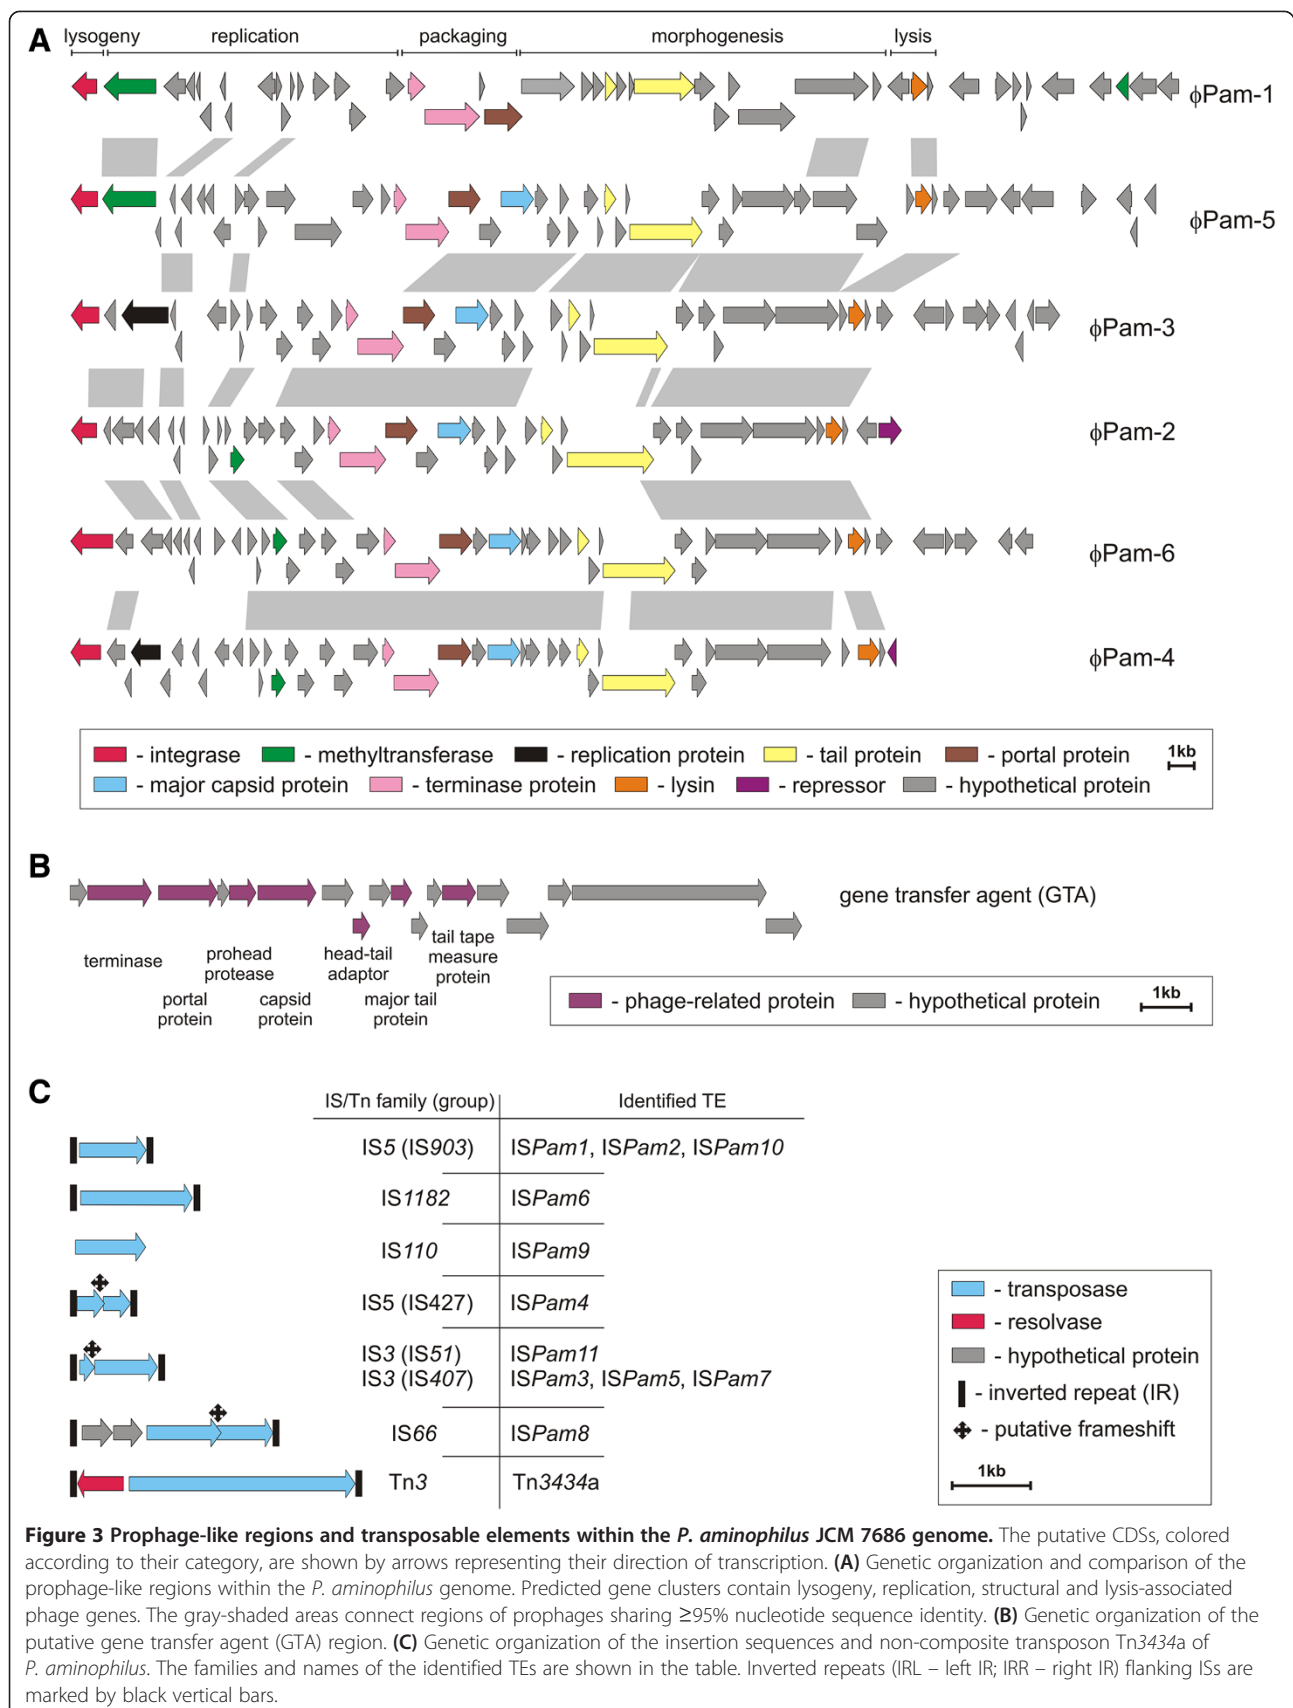 A
lysogeny replication packaging morphogenesis lysis
ϕPam-1
ϕPam-5
ϕPam-3
ϕPam-2
ϕPam-6
ϕPam-4
- integrase - methyltransferase - replication protein - tail protein - portal protein 1kb
- major capsid protein - terminase protein - lysin - repressor - hypothetical protein
B
gene transfer agent (GTA)
terminase
portal protein
prohead protease
capsid protein
head-tail adaptor
major tail protein
tail tape measure protein
- phage-related protein - hypothetical protein 1kb
C
IS/Tn family (group) Identified TE
IS5 (IS903) ISPam1, ISPam2, ISPam10
IS1182 ISPam6
IS110 ISPam9
IS5 (IS427) ISPam4
IS3 (IS51) ISPam11
IS3 (IS407) ISPam3, ISPam5, ISPam7
IS66 ISPam8
Tn3 Tn3434a
- transposase
- resolvase
- hypothetical protein
- inverted repeat (IR)
- putative frameshift
1kb
Figure 3 Prophage-like regions and transposable elements within the P. aminophilus JCM 7686 genome. The putative CDSs, colored
according to their category, are shown by arrows representing their direction of transcription. (A) Genetic organization and comparison of the
prophage-like regions within the P. aminophilus genome. Predicted gene clusters contain lysogeny, replication, structural and lysis-associated
phage genes. The gray-shaded areas connect regions of prophages sharing ≥95% nucleotide sequence identity. (B) Genetic organization of the
putative gene transfer agent (GTA) region. (C) Genetic organization of the insertion sequences and non-composite transposon Tn3434a of
P. aminophilus. The families and names of the identified TEs are shown in the table. Inverted repeats (IRL – left IR; IRR – right IR) flanking ISs are
marked by black vertical bars.